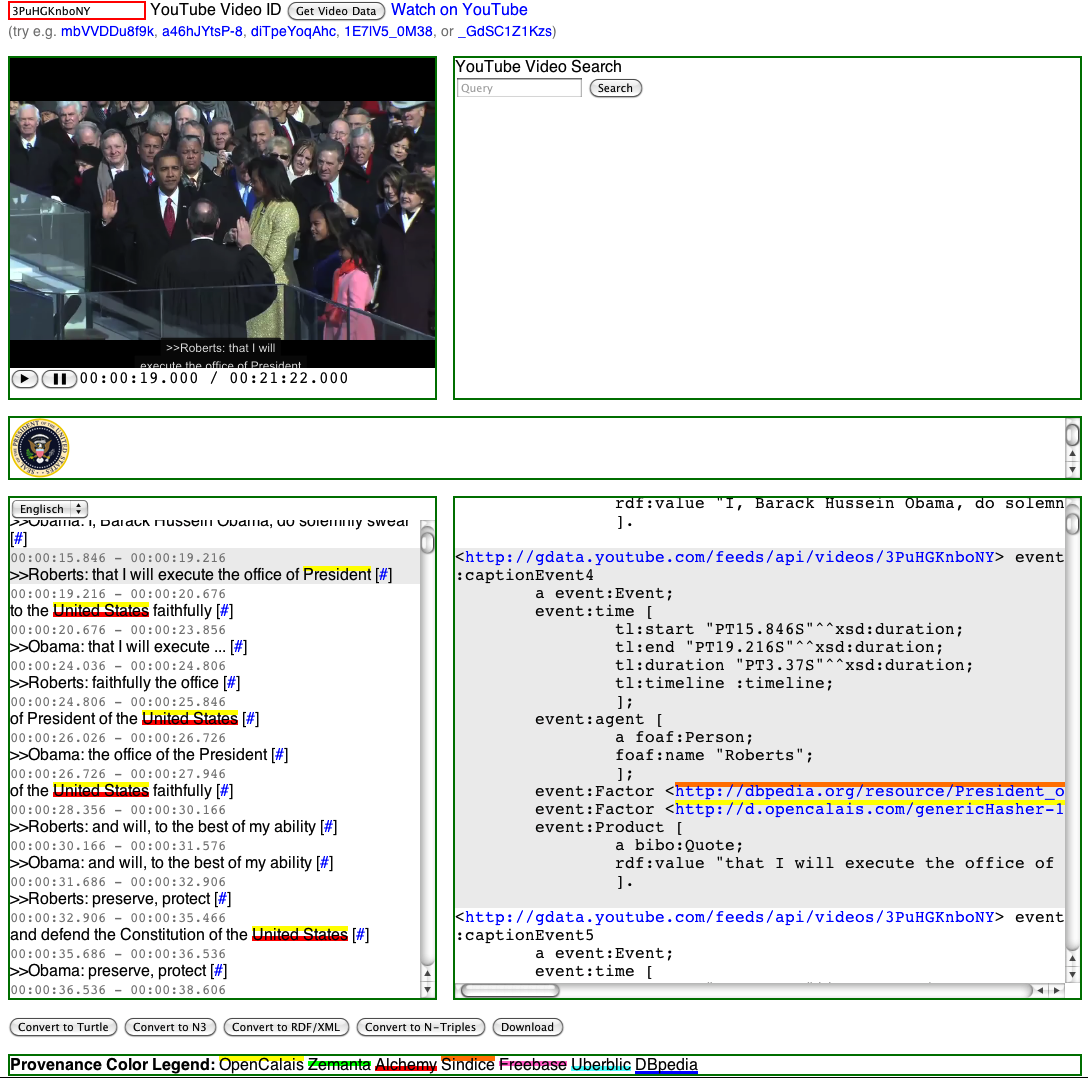 3PuHGKnboNY YouTube Video ID Get Video Data Watch on YouTube
(try e.g. mbVVDDu8f9k, a46hJYtsP-8, diTpeYoqAhc, 1E7lV5_0M38, or _GdSC1Z1Kzs)
>>Roberts: that I will
execute the office of President
00:00:19.000 / 00:21:22.000
YouTube Video Search
Query Search
SEAL OF THE PRESIDENT OF THE UNITED STATES
Englisch
>>Obama: I, Barack Hussein Obama, do solemnly swear
[#]
00:00:15.846 - 00:00:19.216
>>Roberts: that I will execute the office of President [#]
00:00:19.216 - 00:00:20.676
to the United States faithfully [#]
00:00:20.676 - 00:00:23.856
>>Obama: that I will execute ... [#]
00:00:24.036 - 00:00:24.806
>>Roberts: faithfully the office [#]
00:00:24.806 - 00:00:25.846
of President of the United States [#]
00:00:26.026 - 00:00:26.726
>>Obama: the office of the President [#]
00:00:26.726 - 00:00:27.946
of the United States faithfully [#]
00:00:28.356 - 00:00:30.166
>>Roberts: and will, to the best of my ability [#]
00:00:30.166 - 00:00:31.576
>>Obama: and will, to the best of my ability [#]
00:00:31.686 - 00:00:32.906
>>Roberts: preserve, protect [#]
00:00:32.906 - 00:00:35.466
and defend the Constitution of the United States [#]
00:00:35.686 - 00:00:36.536
>>Obama: preserve, protect [#]
00:00:36.536 - 00:00:38.606
rdf:value "I, Barack Hussein Obama, do solemn
].
<http://gdata.youtube.com/feeds/api/videos/3PuHGKnboNY> event
:captionEvent4
a event:Event;
event:time [
tl:start "PT15.846S"^^xsd:duration;
tl:end "PT19.216S"^^xsd:duration;
tl:duration "PT3.37S"^^xsd:duration;
tl:timeline :timeline;
];
event:agent [
a foaf:Person;
foaf:name "Roberts";
];
event:Factor <http://dbpedia.org/resource/President_o
event:Factor <http://d.opencalais.com/genericHasher-1
event:Product [
a bibo:Quote;
rdf:value "that I will execute the office of
].
<http://gdata.youtube.com/feeds/api/videos/3PuHGKnboNY> event
:captionEvent5
a event:Event;
event:time [
Convert to Turtle Convert to N3 Convert to RDF/XML Convert to N-Triples Download
Provenance Color Legend: OpenCalais Zemanta Alchemy Sindice Freebase Uberblic DBpedia